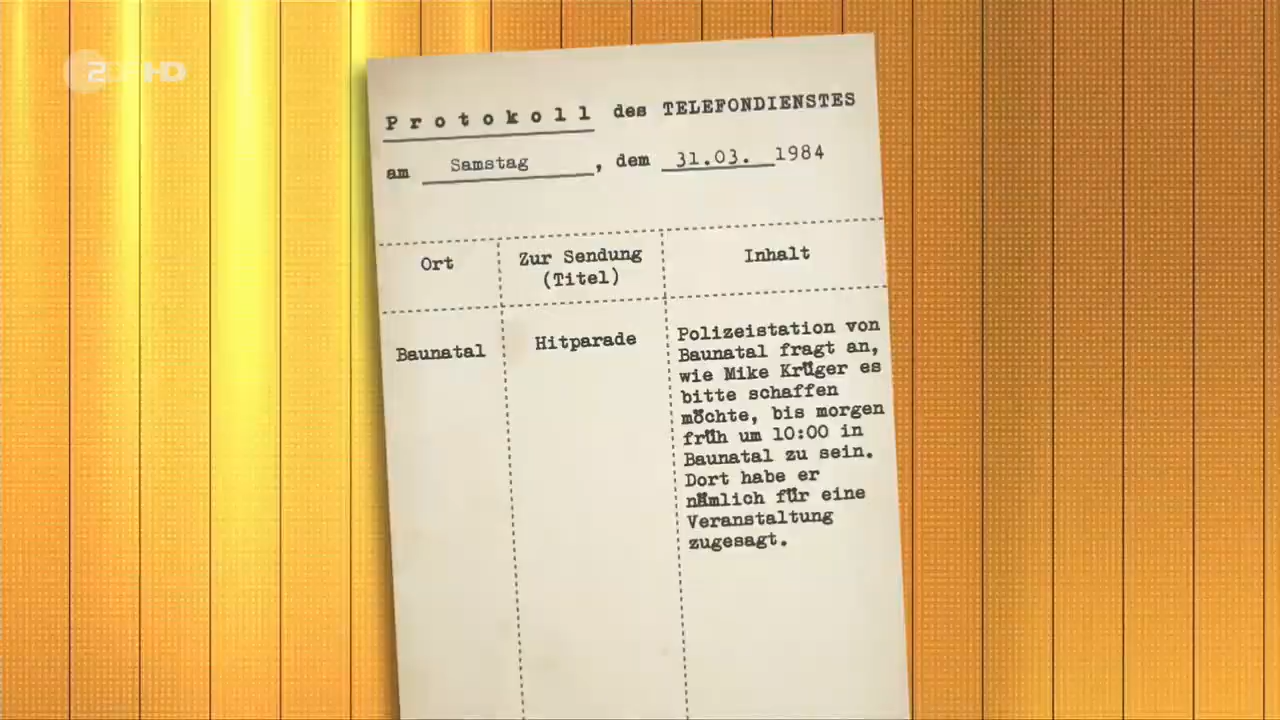 ZDF HD
Protokoll des TELEFONDIENSTES
am Samstag, dem 31.03. 1984
Ort
Zur Sendung
(Titel)
Inhalt
Baunatal
Hitparade
Polizeistation von
Baunatal fragt an,
wie Mike Krüger es
bitte schaffen
möchte, bis morgen
früh um 10:00 in
Baunatal zu sein.
Dort habe er
nämlich für eine
Veranstaltung
zugesagt.